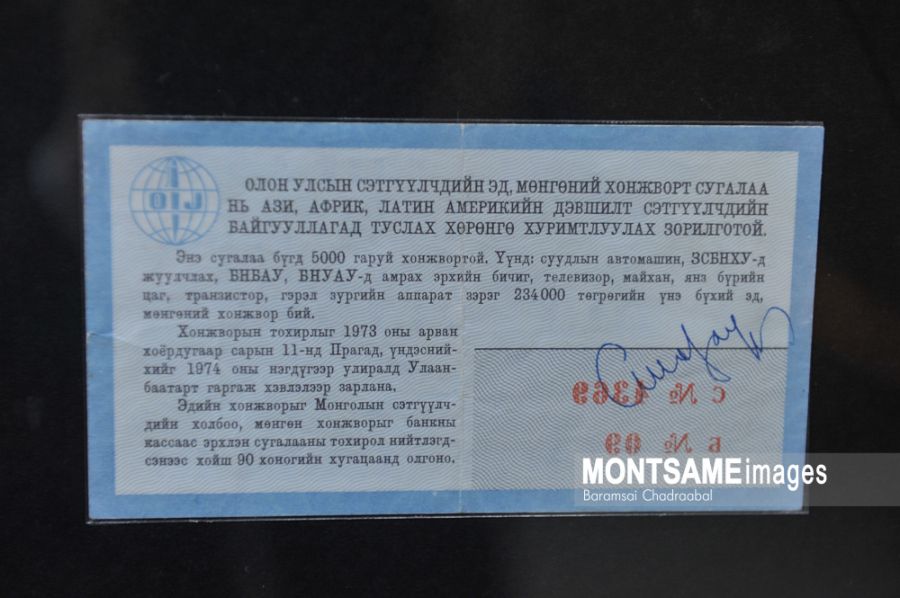 OIJ
ОЛОН УЛСЫН СЭТГҮҮЛЧДИЙН ЭД, МӨНГӨНИЙ ХОНЖВОРТ СУГАЛАА
НЬ АЗИ, АФРИК, ЛАТИН АМЕРИКИЙН ДЭВШИЛТ СЭТГҮҮЛЧДИЙН
БАЙГУУЛЛАГАД ТУСЛАХ ХӨРӨНГӨ ХУРИМТЛУУЛАХ ЗОРИЛГОТОЙ.
Энэ сугалаа бүгд 5000 гаруй хонжвортой. Үүнд: суудлын автомашин, ЗСБНХУ-д
жуулчлах, БНБАУ, БНУАУ-д амрах эрхийн бичиг, телевизор, майхан, янз бүрийн
цаг, транзистор, гэрэл зургийн аппарат зэрэг 234000 төгрөгийн үнэ бүхий эд,
мөнгөний хонжвор бий.
Хонжворын тохирлыг 1973 оны арван
хоёрдугаар сарын 11-нд Прагад, үндэсний-
хийг 1974 оны нэгдүгээр улиралд Улаан-
баатарт гаргаж хэвлэлээр зарлана.
Эдийн хонжворыг Монголын сэтгүүлч-
дийн холбоо, мөнгөн хонжворыг банкны
кассаас эрхлэн сугалааны тохирол нийтлэгд-
сэнээс хойш 90 хоногийн хугацаанд олгоно.
с № 4369
в № 09
MONTSAMEimages
Baramsai Chadraabal